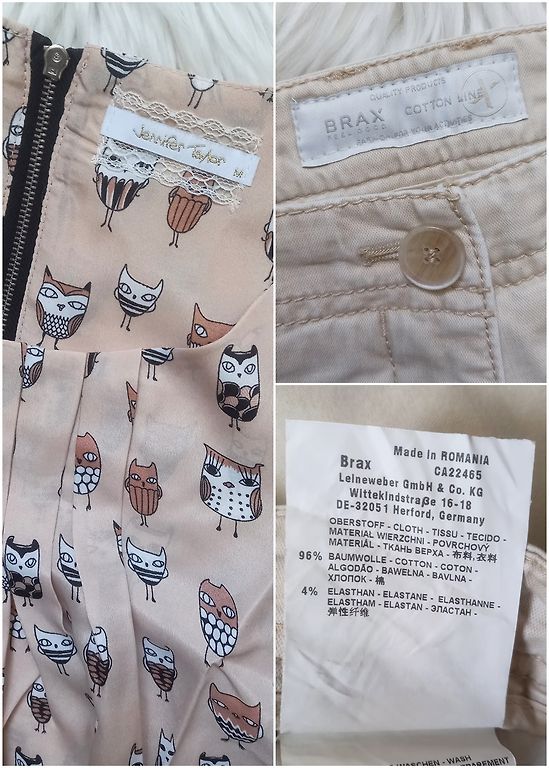 Jennifer Taylor
M
QUALITY PRODUCTS
BRAX COTTON LINE
FEEL GOOD
Made in ROMANIA
Brax CA22465
Leineweber GmbH & Co. KG
Wittekindstraße 16-18
DE-32051 Herford, Germany
OBERSTOFF - CLOTH - TISSU - TECIDO -
MATERIAŁ WIERZCHNI - POVRCHOVÝ
MATERIÁL - ТКАНЬ ВЕРХА - 布料,衣料
96% BAUMWOLLE - COTTON - COTON -
ALGODÃO - BAWEŁNA - BAVLNA -
ХЛОПОК - 棉
4% ELASTHAN - ELASTANE - ELASTHANNE -
ELASTHAM - ELASTAN - ЭЛАСТАН -
弹性纤维
WASCHEN - WASH